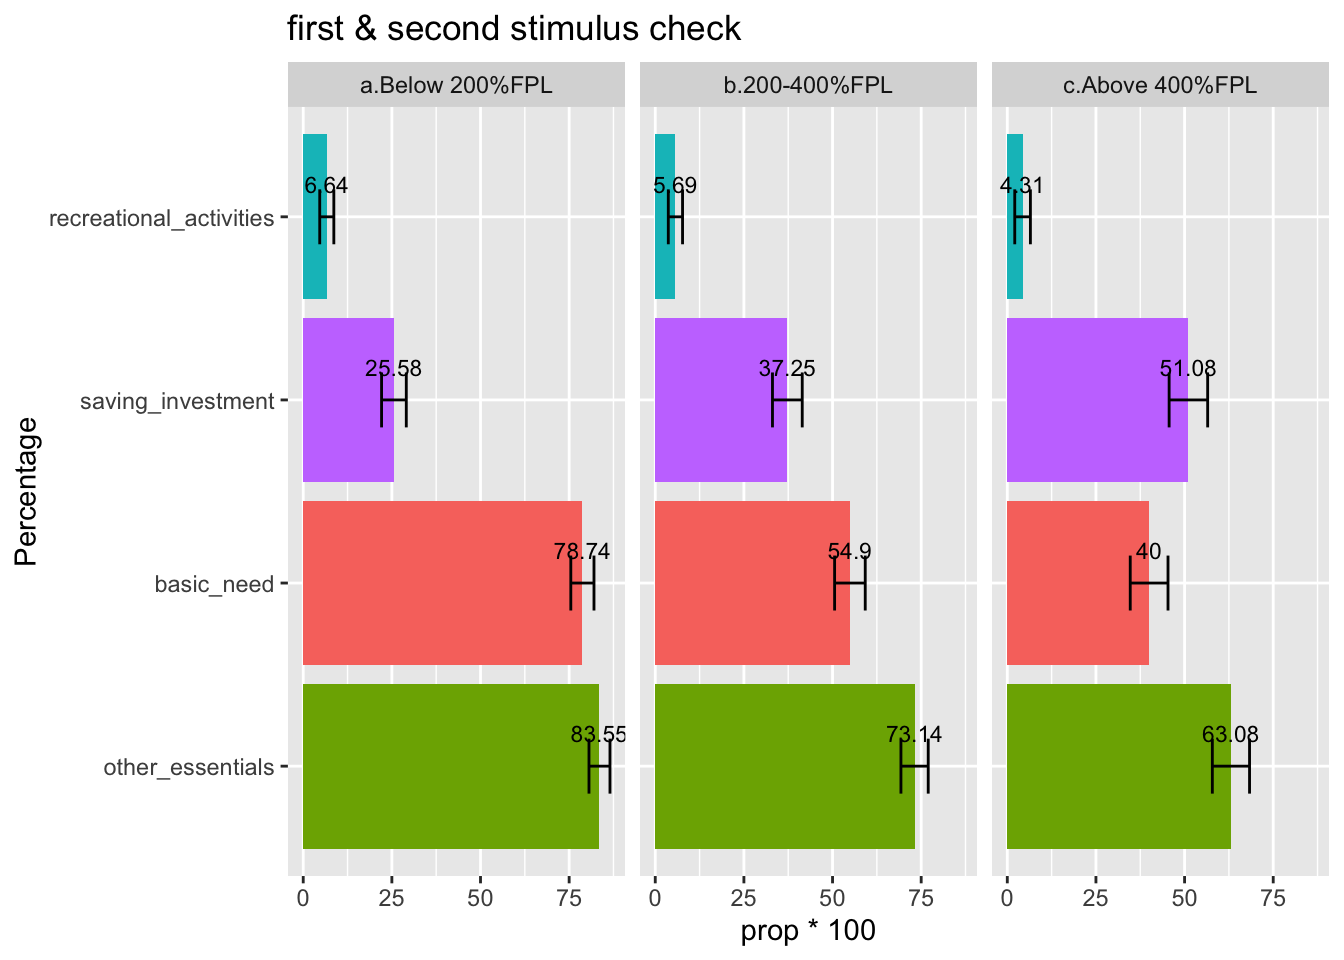 first & second stimulus check
a.Below 200%FPL
b.200-400%FPL
c.Above 400%FPL
Percentage
recreational_activities
6.64
5.69
4.31
saving_investment
25.58
37.25
51.08
basic_need
78.74
54.9
40
other_essentials
83.55
73.14
63.08
0 25 50 75
0 25 50 75
0 25 50 75
prop * 100